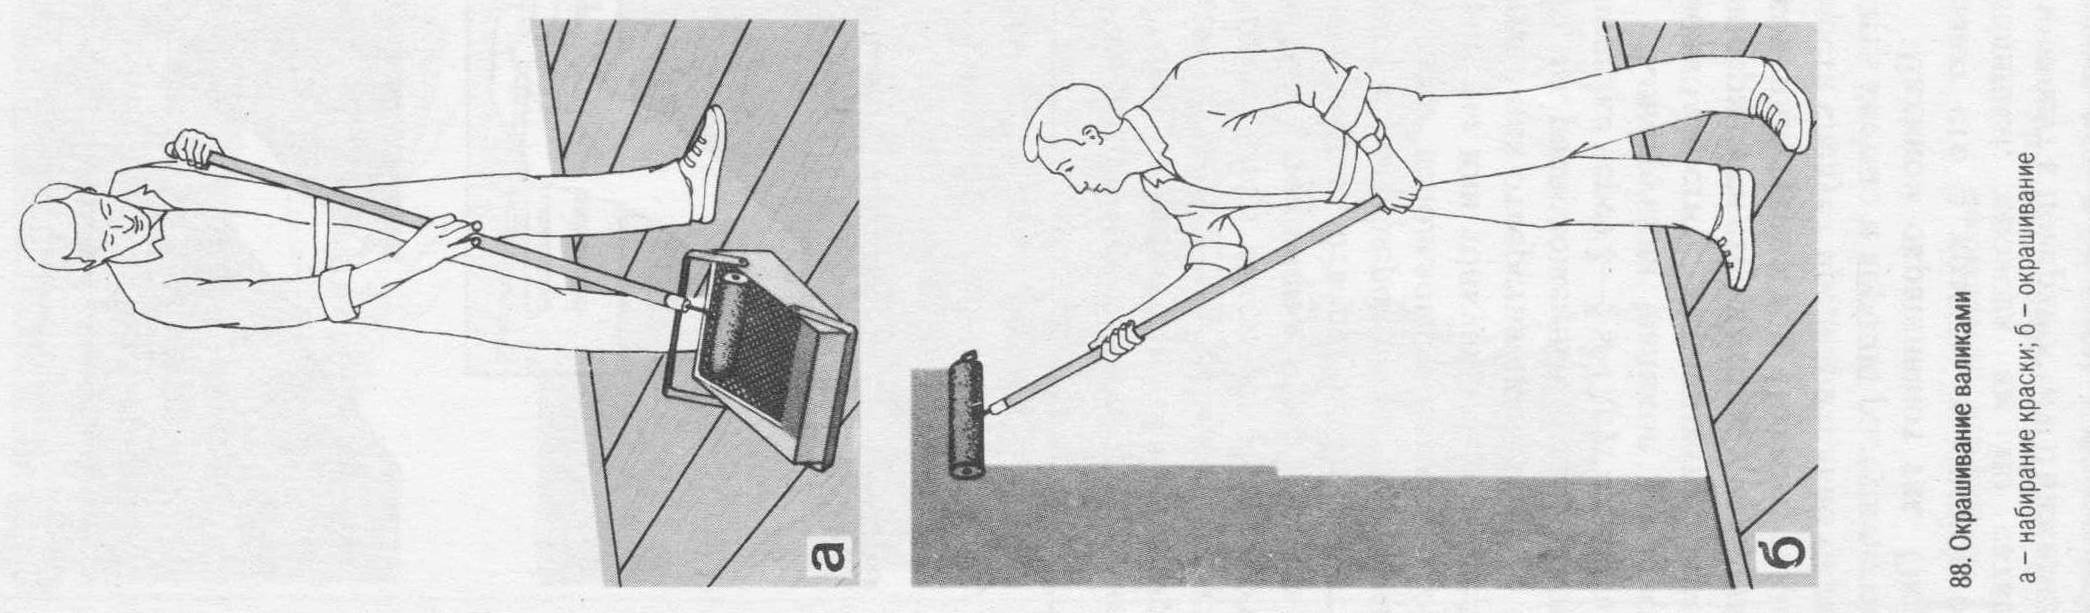 а
б
88. Окрашивание валиками
а – набирание краски; б – окрашивание